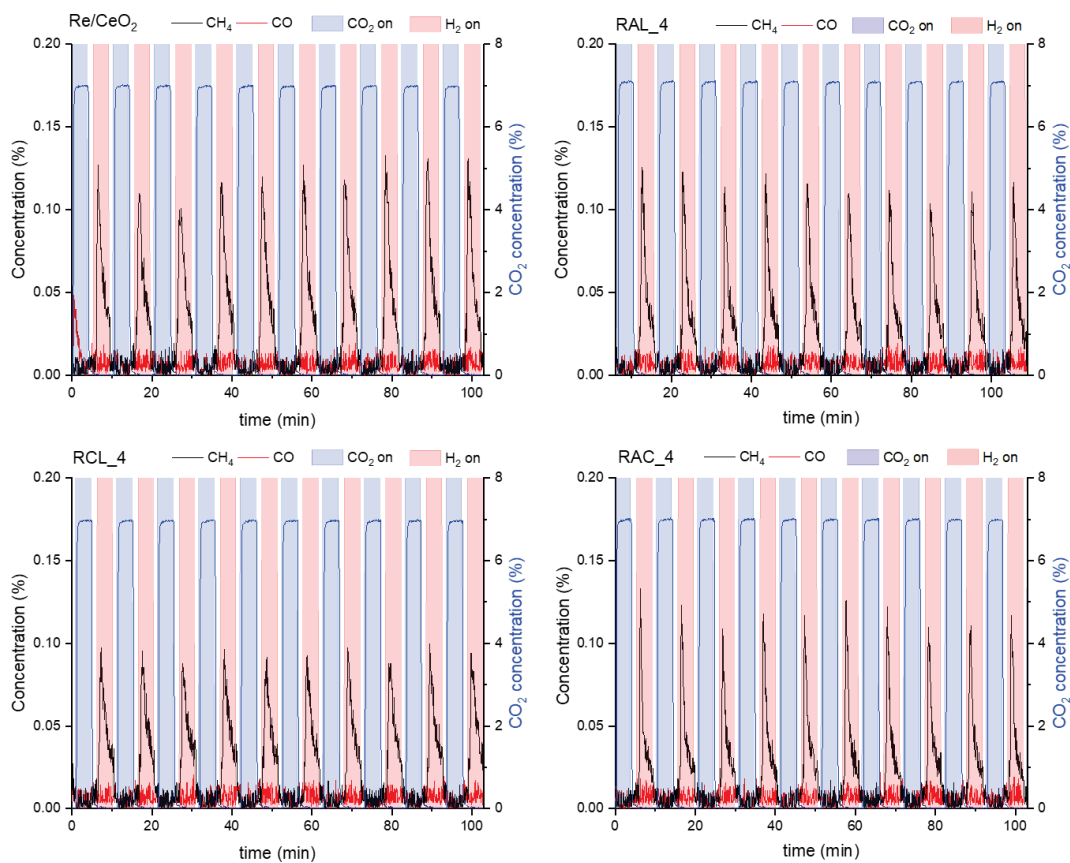 Re/CeO₂
CH₄ CO CO₂ on H₂ on
0.20
0.15
0.10
0.05
0.00
Concentration (%)
8
6
4
2
0
CO₂ concentration (%)
0 20 40 60 80 100
time (min)
RAL_4
CH₄ CO CO₂ on H₂ on
0.20
0.15
0.10
0.05
0.00
Concentration (%)
8
6
4
2
0
CO₂ concentration (%)
20 40 60 80 100
time (min)
RCL_4
CH₄ CO CO₂ on H₂ on
0.20
0.15
0.10
0.05
0.00
Concentration (%)
8
6
4
2
0
CO₂ concentration (%)
0 20 40 60 80 100
time (min)
RAC_4
CH₄ CO CO₂ on H₂ on
0.20
0.15
0.10
0.05
0.00
Concentration (%)
8
6
4
2
0
CO₂ concentration (%)
0 20 40 60 80 100
time (min)